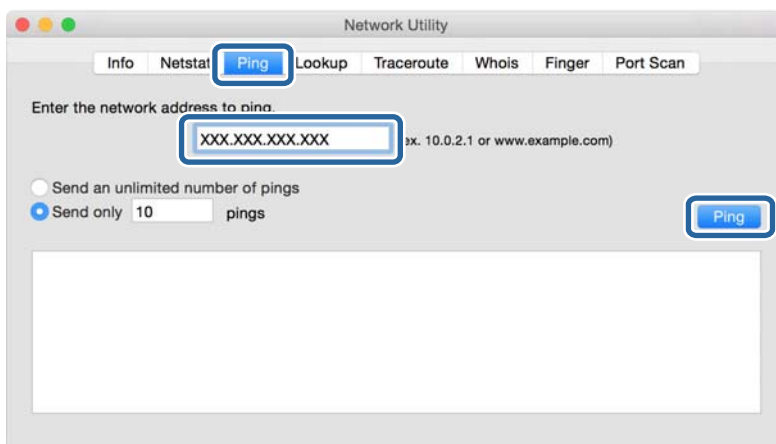 Network Utility
Info Netstat Ping Lookup Traceroute Whois Finger Port Scan
Enter the network address to ping.
XXX.XXX.XXX.XXX ex. 10.0.2.1 or www.example.com)
Send an unlimited number of pings
Send only 10 pings
Ping